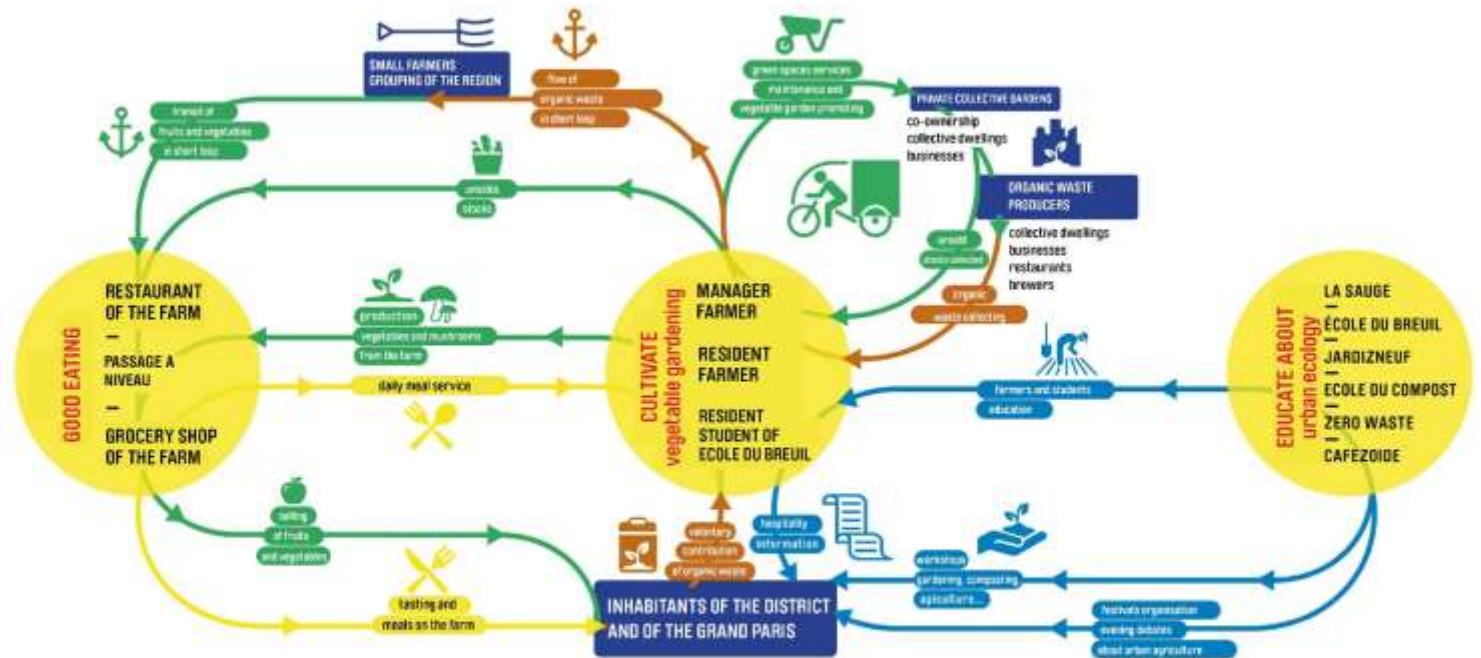 SMALL FARMERS
GROUPING OF THE REGION
flow of
organic waste
in short loop
transit of
fruits and vegetables
in short loop
green spaces services
maintenance and
vegetable garden promoting
PRIVATE COLLECTIVE GARDENS
co-ownership
collective dwellings
businesses
ORGANIC WASTE
PRODUCERS
collective dwellings
businesses
restaurants
brewers
unsolds
stocks
unsold
stocks collected
organic
waste collecting
GOOD EATING
RESTAURANT
OF THE FARM
—
PASSAGE A
NIVEAU
—
GROCERY SHOP
OF THE FARM
production
vegetables and mushrooms
from the farm
daily meal service
CULTIVATE
vegetable gardening
MANAGER
FARMER
RESIDENT
FARMER
RESIDENT
STUDENT OF
ECOLE DU BREUIL
farmers and students
education
EDUCATE ABOUT
urban ecology
LA SAUGE
—
ÉCOLE DU BREUIL
—
JARDIZNEUF
—
ECOLE DU COMPOST
—
ZERO WASTE
—
CAFÉZOIDE
selling
of fruits
and vegetables
tasting and
meals on the farm
voluntary
contribution
of organic waste
hospitality
information
workshops
gardening, composting,
apiculture...
festivals organisation
evening debates
about urban agriculture
INHABITANTS OF THE DISTRICT
AND OF THE GRAND PARIS